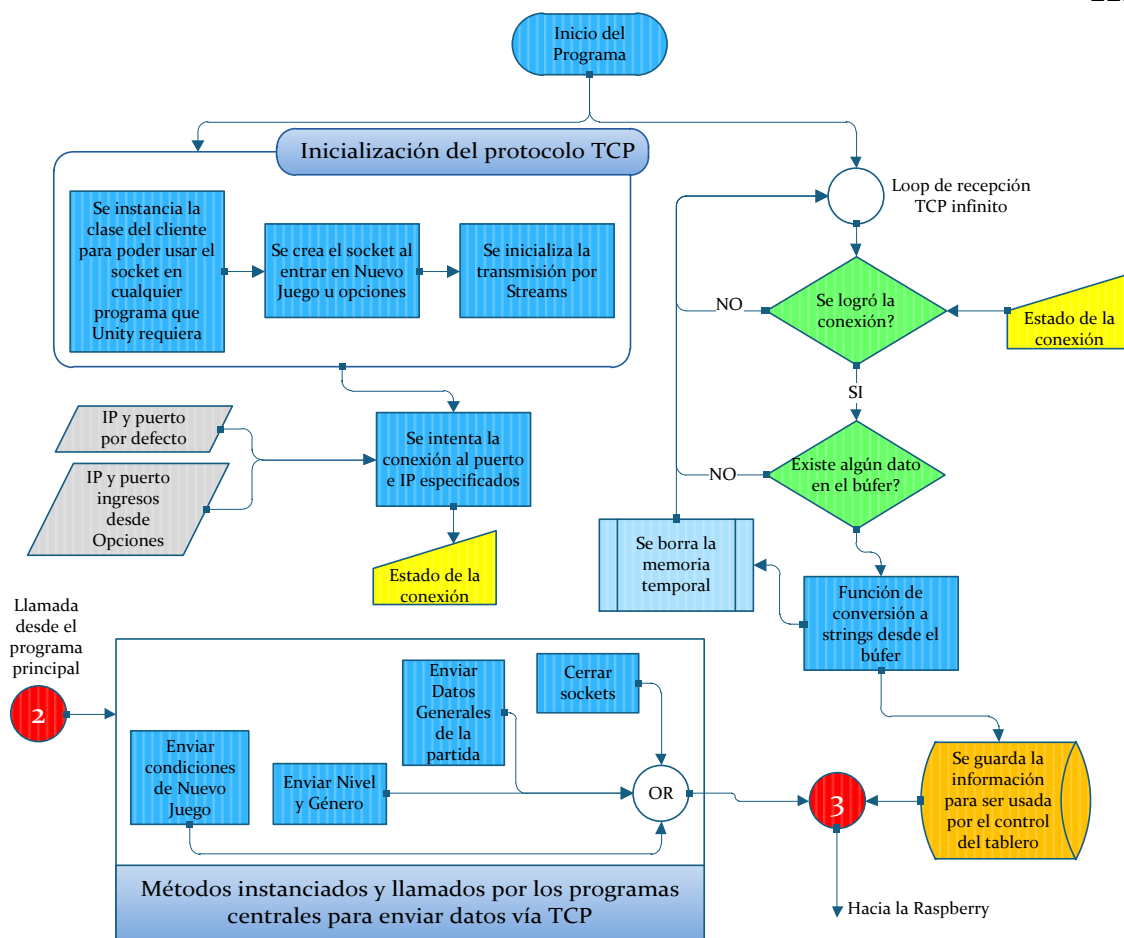 Inicio del
Programa
Inicialización del protocolo TCP
Se instancia la
clase del cliente
para poder usar el
socket en
cualquier
programa que
Unity requiera
Se crea el socket al
entrar en Nuevo
Juego u opciones
Se inicializa la
transmisión por
Streams
Loop de recepción
TCP infinito
Se logró la
conexión?
NO
Estado de la
conexión
SI
Existe algún dato
en el búfer?
NO
IP y puerto
por defecto
IP y puerto
ingresos
desde
Opciones
Se intenta la
conexión al puerto
e IP especificados
Estado de la
conexión
Se borra la
memoria
temporal
Función de
conversión a
strings desde el
búfer
Llamada
desde el
programa
principal
2
Enviar
condiciones
de Nuevo
Juego
Enviar Nivel
y Género
Enviar
Datos
Generales
de la
partida
Cerrar
sockets
OR
3
Se guarda la
información
para ser usada
por el control
del tablero
Métodos instanciados y llamados por los programas
centrales para enviar datos vía TCP
Hacia la Raspberry